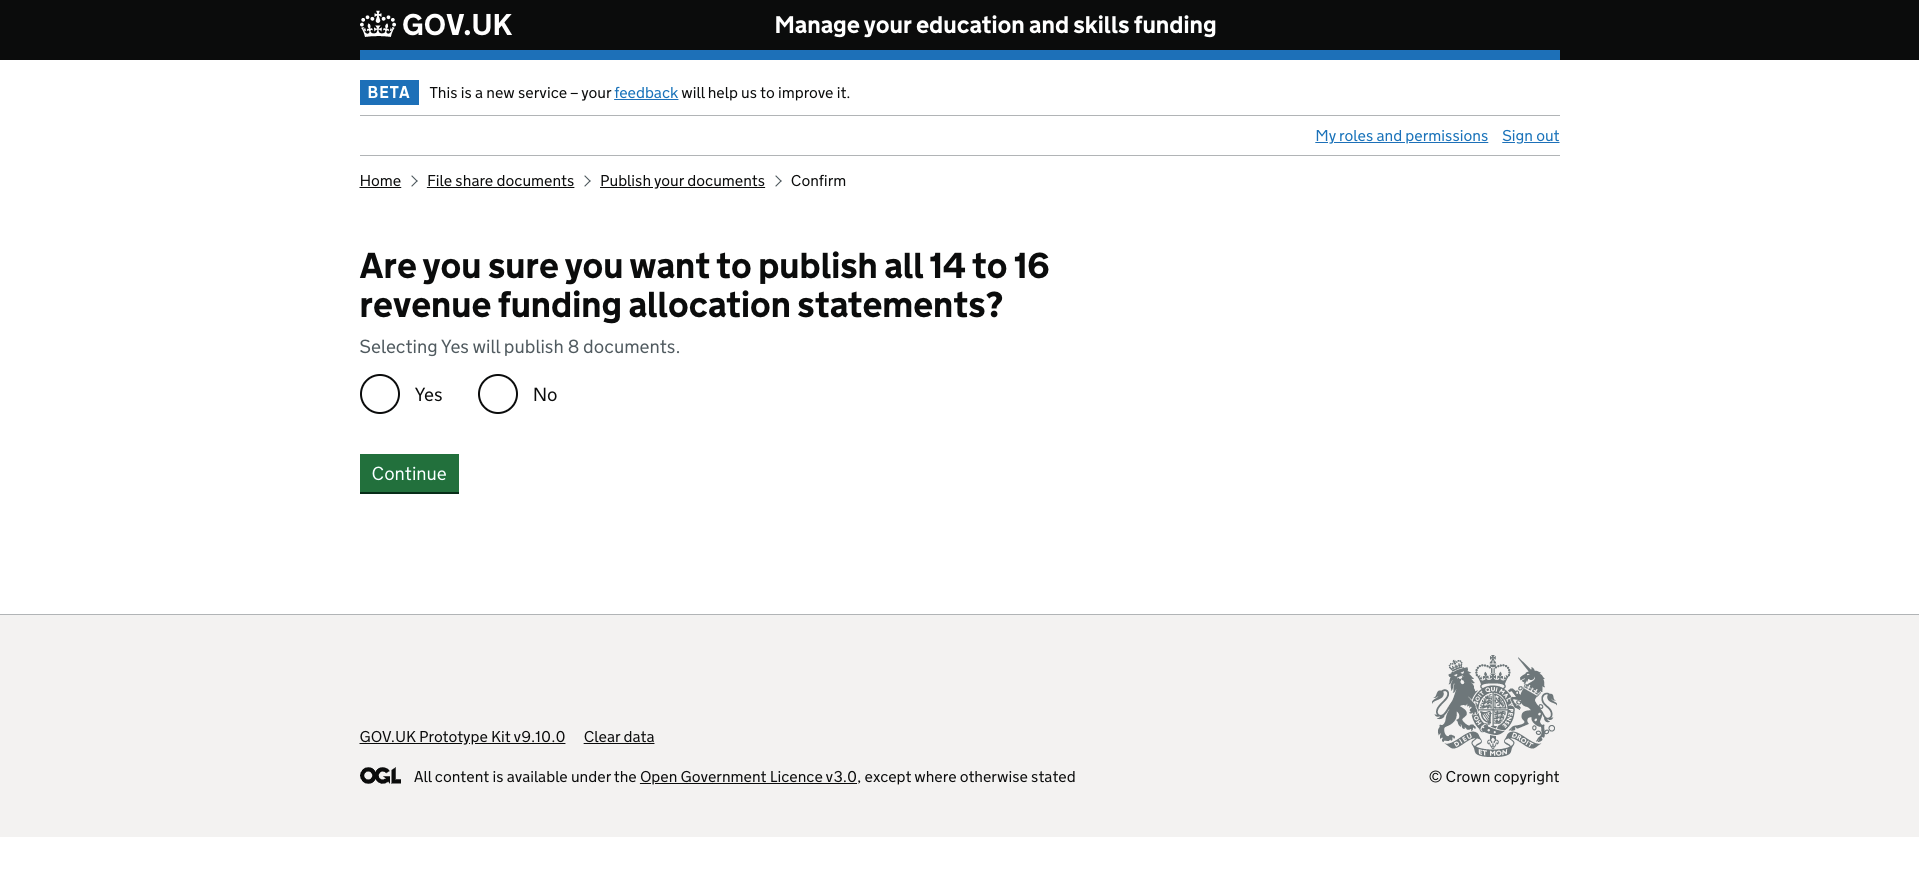 GOV.UK
Manage your education and skills funding
BETA This is a new service – your feedback will help us to improve it.
My roles and permissions Sign out
Home File share documents Publish your documents Confirm
Are you sure you want to publish all 14 to 16
revenue funding allocation statements?
Selecting Yes will publish 8 documents.
Yes No
Continue
GOV.UK Prototype Kit v9.10.0 Clear data
OGL All content is available under the Open Government Licence v3.0, except where otherwise stated
DIEU ET MON DROIT
© Crown copyright